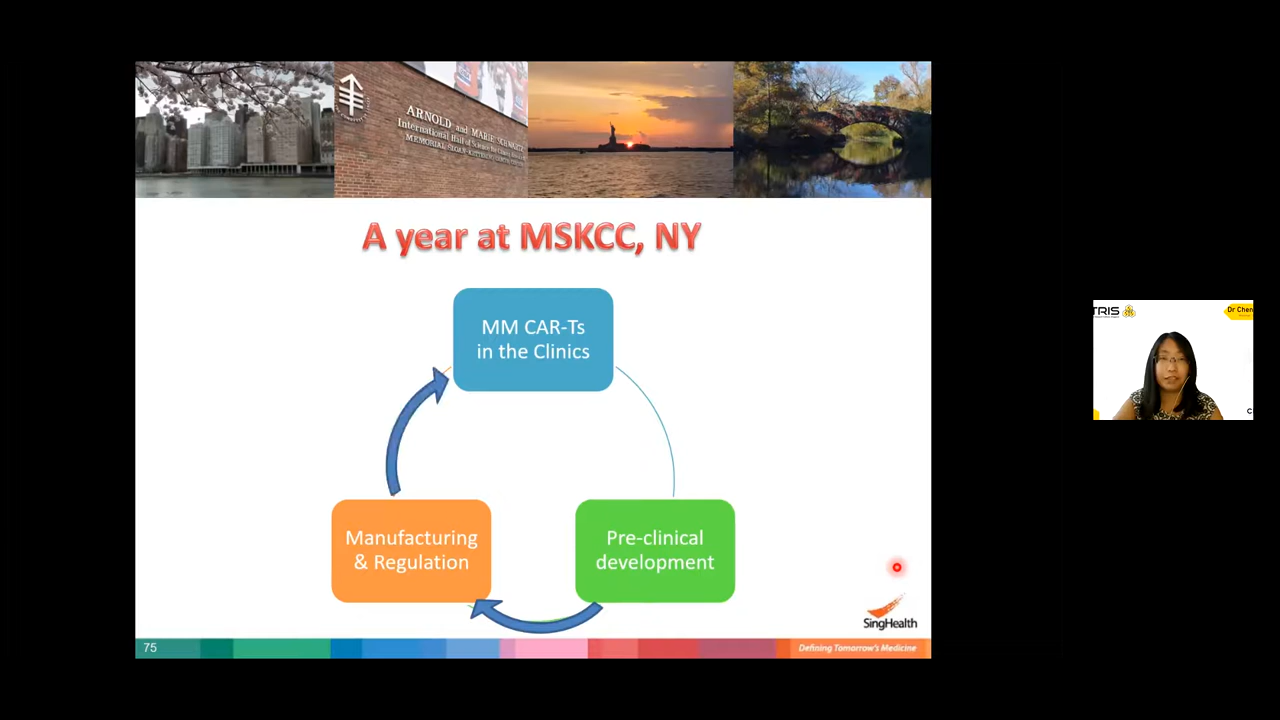 ARNOLD and MARIE SCHWARTZ
International Hall of Science for Cancer Research
MEMORIAL SLOAN-KETTERING CANCER CENTER
A year at MSKCC, NY
MM CAR-Ts
in the Clinics
Manufacturing
& Regulation
Pre-clinical
development
TRIS
Dr Chen
C
SingHealth
75
Defining Tomorrow's Medicine